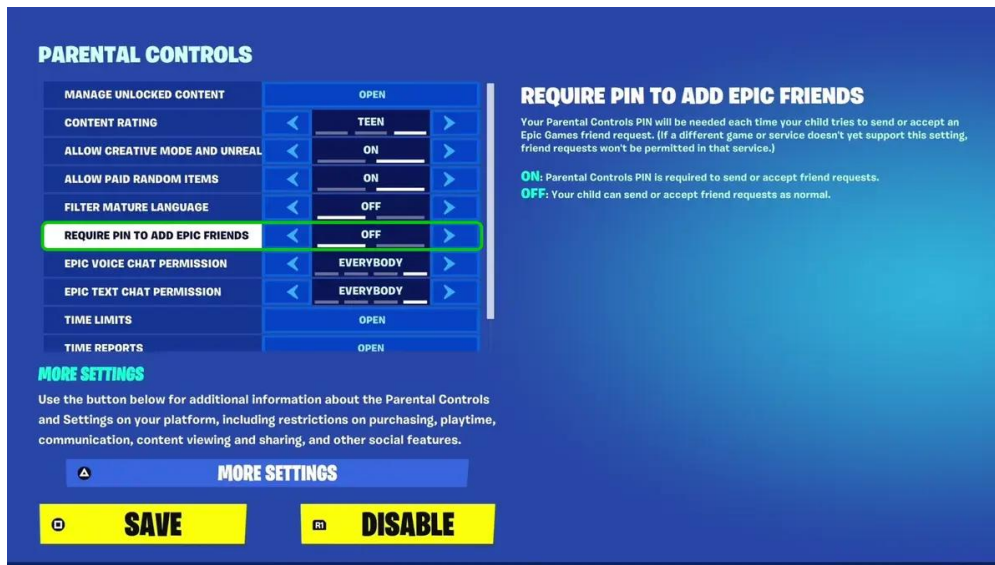 PARENTAL CONTROLS
MANAGE UNLOCKED CONTENT OPEN
CONTENT RATING TEEN
ALLOW CREATIVE MODE AND UNREAL ON
ALLOW PAID RANDOM ITEMS ON
FILTER MATURE LANGUAGE OFF
REQUIRE PIN TO ADD EPIC FRIENDS OFF
EPIC VOICE CHAT PERMISSION EVERYBODY
EPIC TEXT CHAT PERMISSION EVERYBODY
TIME LIMITS OPEN
TIME REPORTS OPEN
MORE SETTINGS
Use the button below for additional information about the Parental Controls
and Settings on your platform, including restrictions on purchasing, playtime,
communication, content viewing and sharing, and other social features.
MORE SETTINGS
SAVE
R1 DISABLE
REQUIRE PIN TO ADD EPIC FRIENDS
Your Parental Controls PIN will be needed each time your child tries to send or accept an
Epic Games friend request. (If a different game or service doesn't yet support this setting,
friend requests won't be permitted in that service.)
ON: Parental Controls PIN is required to send or accept friend requests.
OFF: Your child can send or accept friend requests as normal.